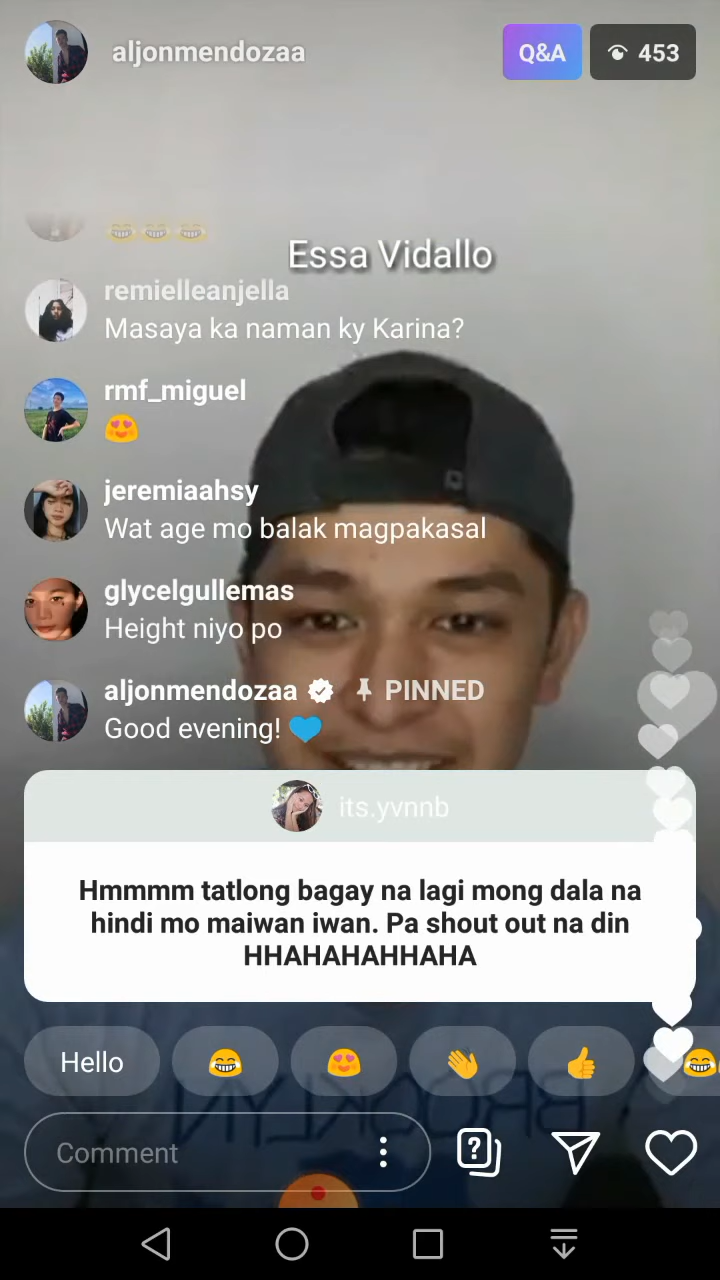 aljonmendozaa
Q&A
453
😂😂😂
Essa Vidallo
remielleanjella
Masaya ka naman ky Karina?
rmf_miguel
😍
jeremiaahsy
Wat age mo balak magpakasal
glycelgullemas
Height niyo po
aljonmendozaa PINNED
Good evening! 💙
its.yvnnb
Hmmmm tatlong bagay na lagi mong dala na
hindi mo maiwan iwan. Pa shout out na din
HHAHAHAHHAHA
Hello 😂 😍 👋 👍 😂
BROOKLYN
Comment